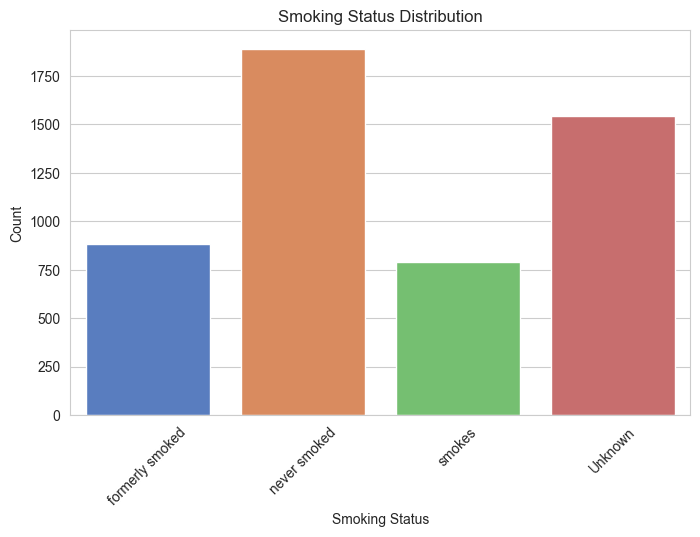 Smoking Status Distribution
Count
1750
1500
1250
1000
750
500
250
0
formerly smoked
never smoked
smokes
Unknown
Smoking Status